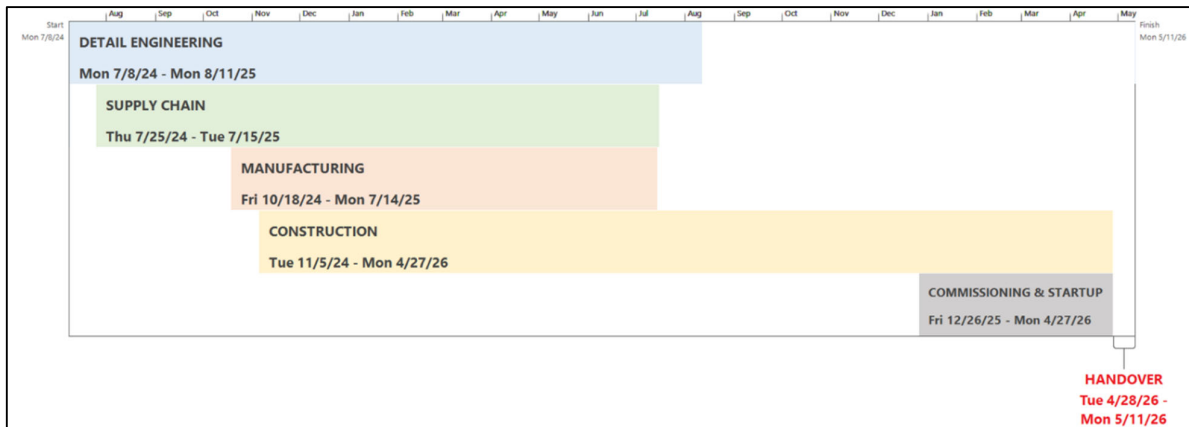 Aug Sep Oct Nov Dec Jan Feb Mar Apr May Jun Jul Aug Sep Oct Nov Dec Jan Feb Mar Apr May
Start
Mon 7/8/24
Finish
Mon 5/11/26
DETAIL ENGINEERING
Mon 7/8/24 - Mon 8/11/25
SUPPLY CHAIN
Thu 7/25/24 - Tue 7/15/25
MANUFACTURING
Fri 10/18/24 - Mon 7/14/25
CONSTRUCTION
Tue 11/5/24 - Mon 4/27/26
COMMISSIONING & STARTUP
Fri 12/26/25 - Mon 4/27/26
HANDOVER
Tue 4/28/26 -
Mon 5/11/26